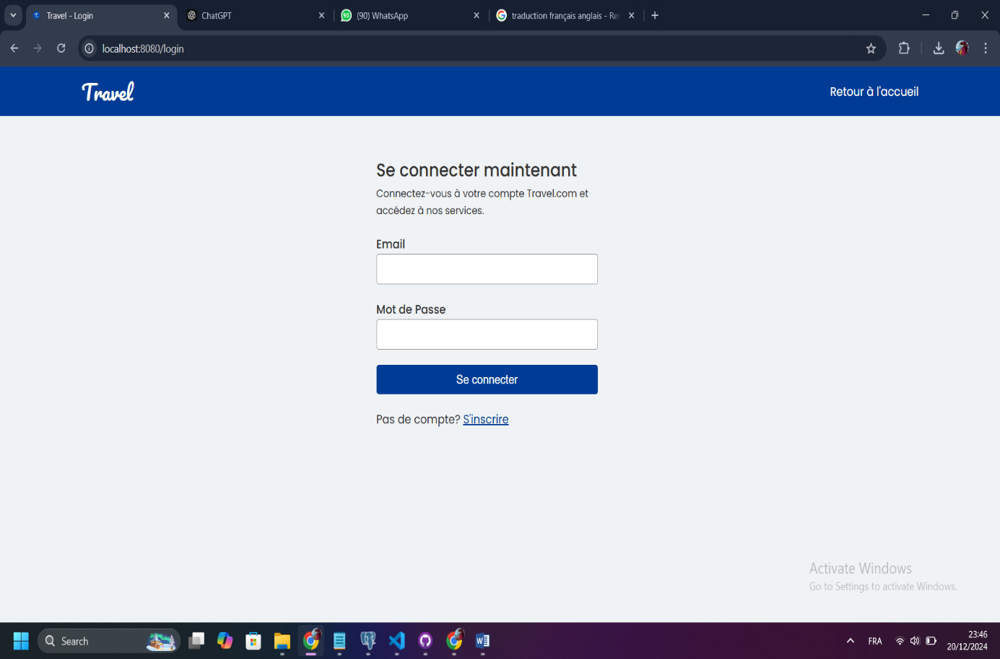 Travel - Login
ChatGPT
(90) WhatsApp
traduction français anglais - Rec
localhost:8080/login
Travel
Retour à l'accueil
Se connecter maintenant
Connectez-vous à votre compte Travel.com et
accédez à nos services.
Email
Mot de Passe
Se connecter
Pas de compte? S'inscrire
Activate Windows
Go to Settings to activate Windows.
Search
FRA
23:46
20/12/2024